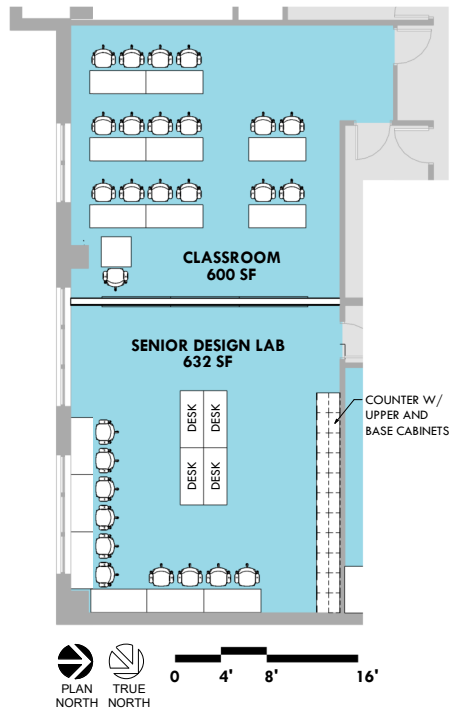 CLASSROOM
600 SF
SENIOR DESIGN LAB
632 SF
COUNTER W/
UPPER AND
BASE CABINETS
DESK
DESK
DESK
DESK
PLAN
NORTH
TRUE
NORTH
0 4' 8' 16'